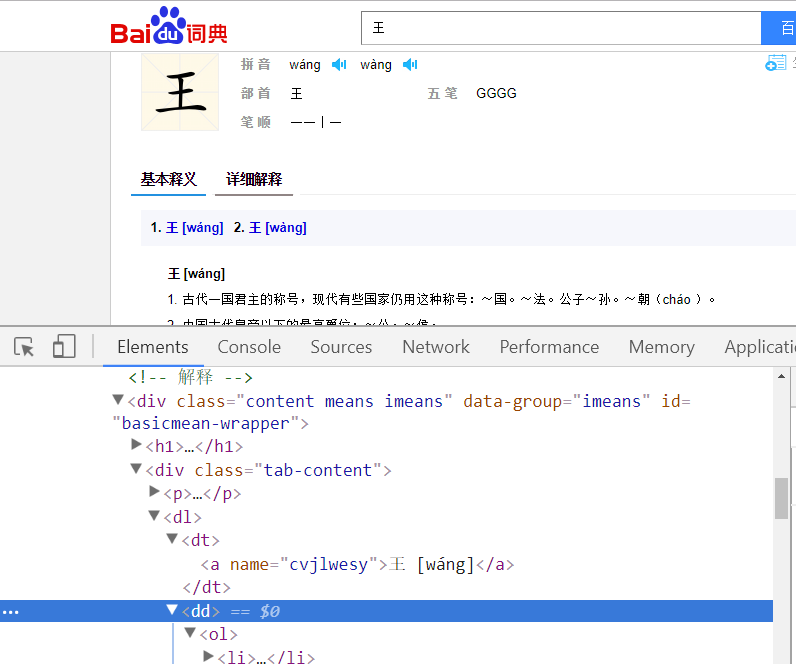 Bai du 词典
王
百
王
拼音 wáng wàng
部首 王 五笔 GGGG
笔顺 一一丨一
基本释义 详细解释
1. 王 [wáng] 2. 王 [wàng]
王 [wáng]
1. 古代一国君主的称号，现代有些国家仍用这种称号：～国。～法。公子～孙。～朝（cháo ）。
2. 中国古代皇帝以下的最高爵位：～公。～侯。
Elements Console Sources Network Performance Memory Applicati
<!-- 解释 -->
▼<div class="content means imeans" data-group="imeans" id=
"basicmean-wrapper">
▶<h1>…</h1>
▼<div class="tab-content">
▶<p>…</p>
▼<dl>
▼<dt>
<a name="cvjlwesy">王 [wáng]</a>
</dt>
… ▼<dd> == $0
▼<ol>
▶<li>…</li>